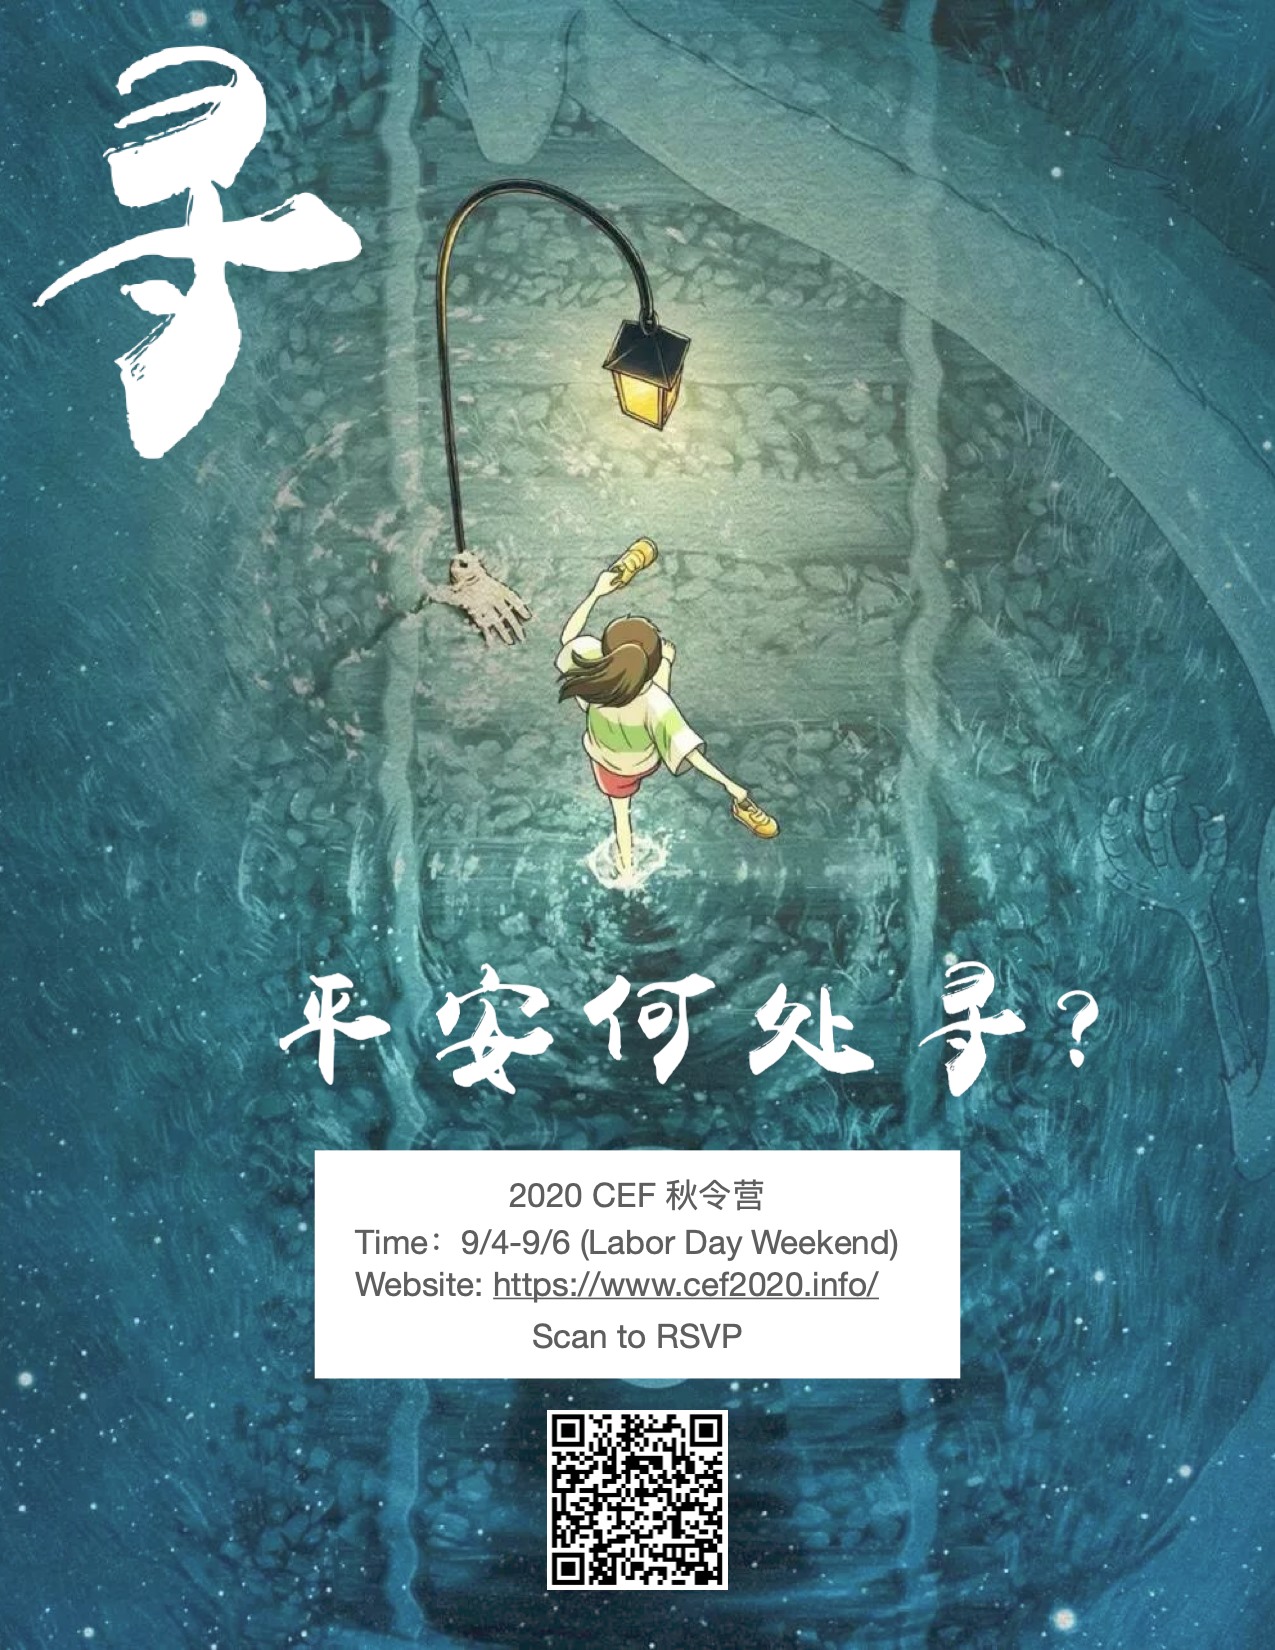 寻
平安何处寻?
2020 CEF 秋令营
Time：9/4-9/6 (Labor Day Weekend)
Website: https://www.cef2020.info/
Scan to RSVP